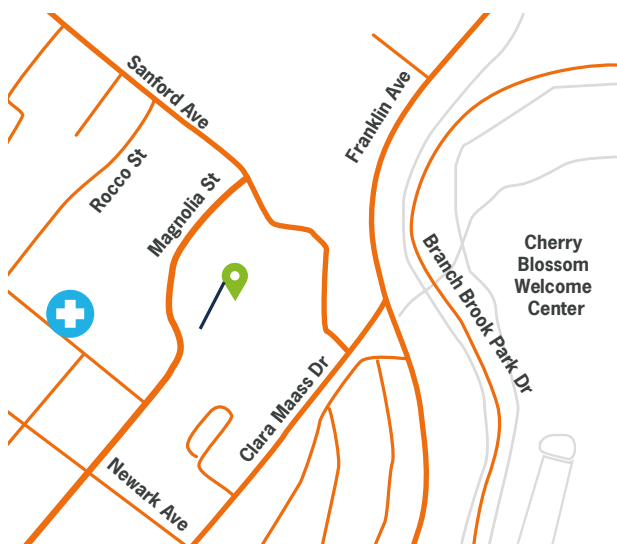 Sanford Ave
Franklin Ave
Rocco St
Magnolia St
Cherry
Blossom
Welcome
Center
Branch Brook Park Dr
Clara Maass Dr
Newark Ave